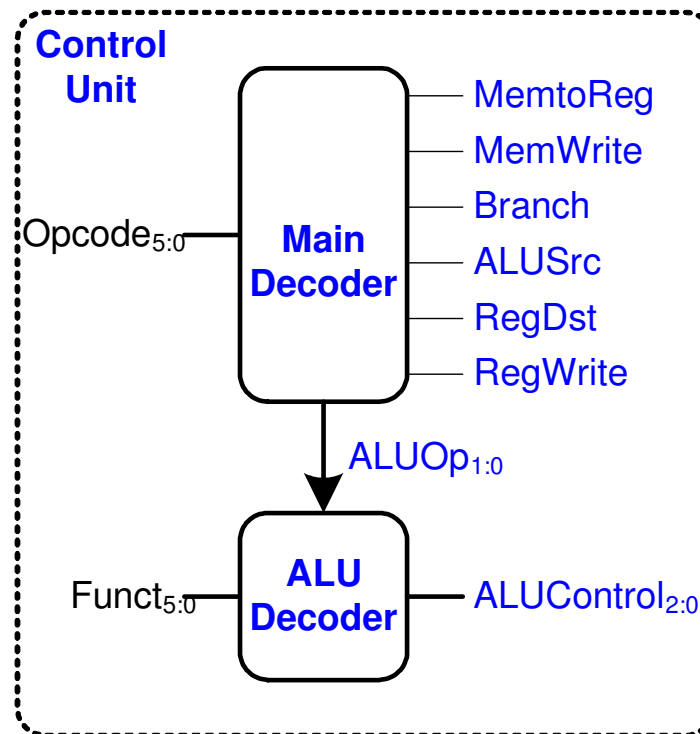 Control
Unit
MemtoReg
MemWrite
Branch
Opcode5:0
Main
Decoder
ALUSrc
RegDst
RegWrite
ALUOp1:0
Funct5:0
ALU
Decoder
ALUControl2:0